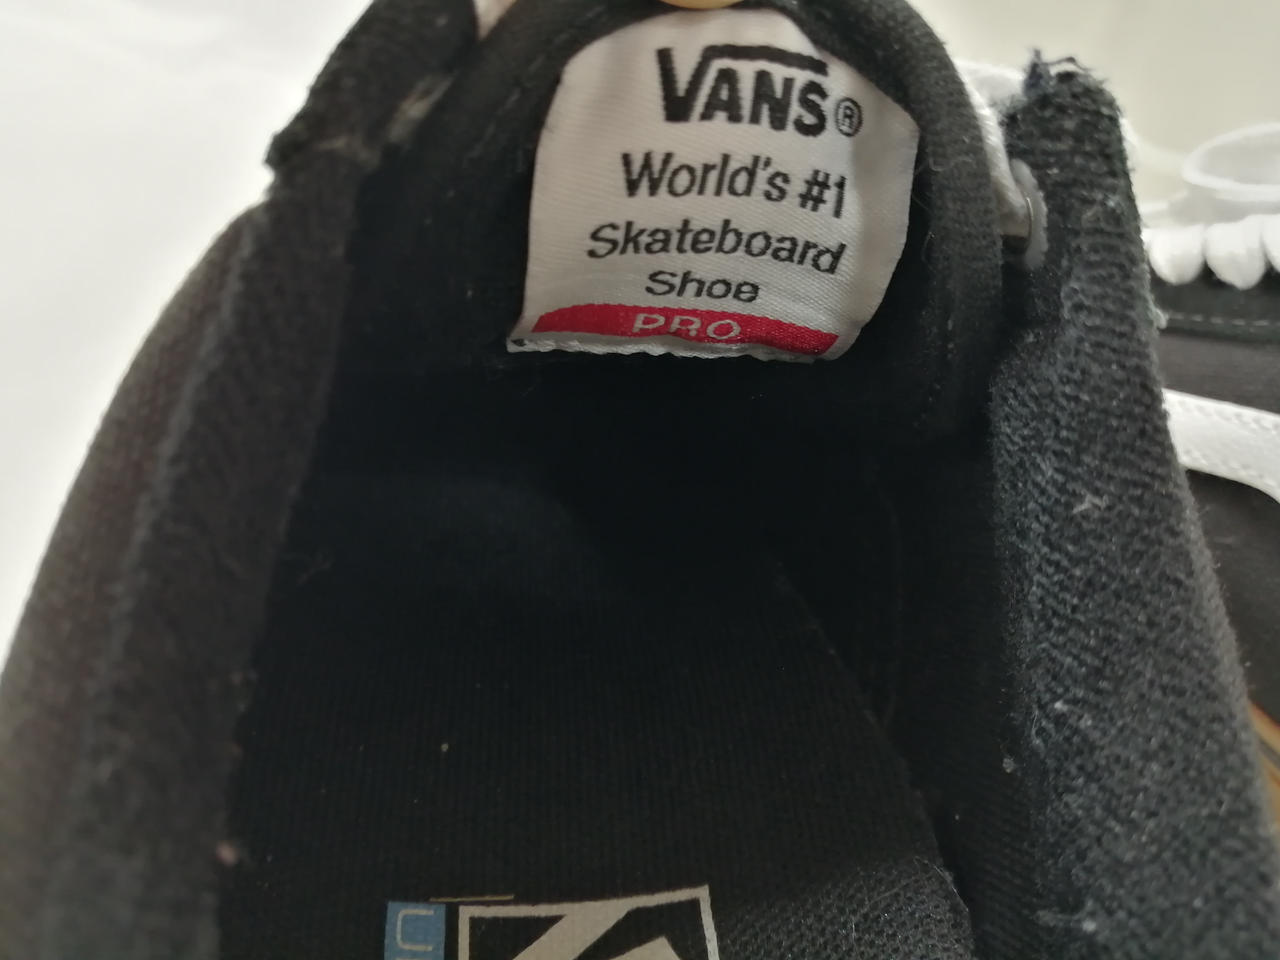 VANS®
World's #1
Skateboard
Shoe
PRO